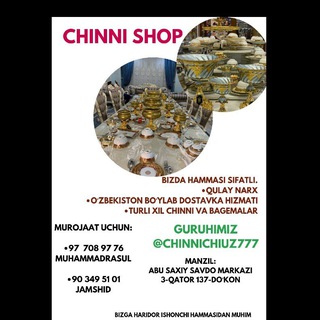 CHINNI SHOP
BIZDA HAMMASI SIFATLI.
•QULAY NARX
•O'ZBEKISTON BO'YLAB DOSTAVKA HIZMATI
•TURLI XIL CHINNI VA BAGEMALAR
MUROJAAT UCHUN:
+97 708 97 76
MUHAMMADRASUL
+90 349 51 01
JAMSHID
GURUHIMIZ
@CHINNICHIUZ777
MANZIL:
ABU SAXIY SAVDO MARKAZI
3-QATOR 137-DO'KON
BIZGA HARIDOR ISHONCHI HAMMASIDAN MUHIM